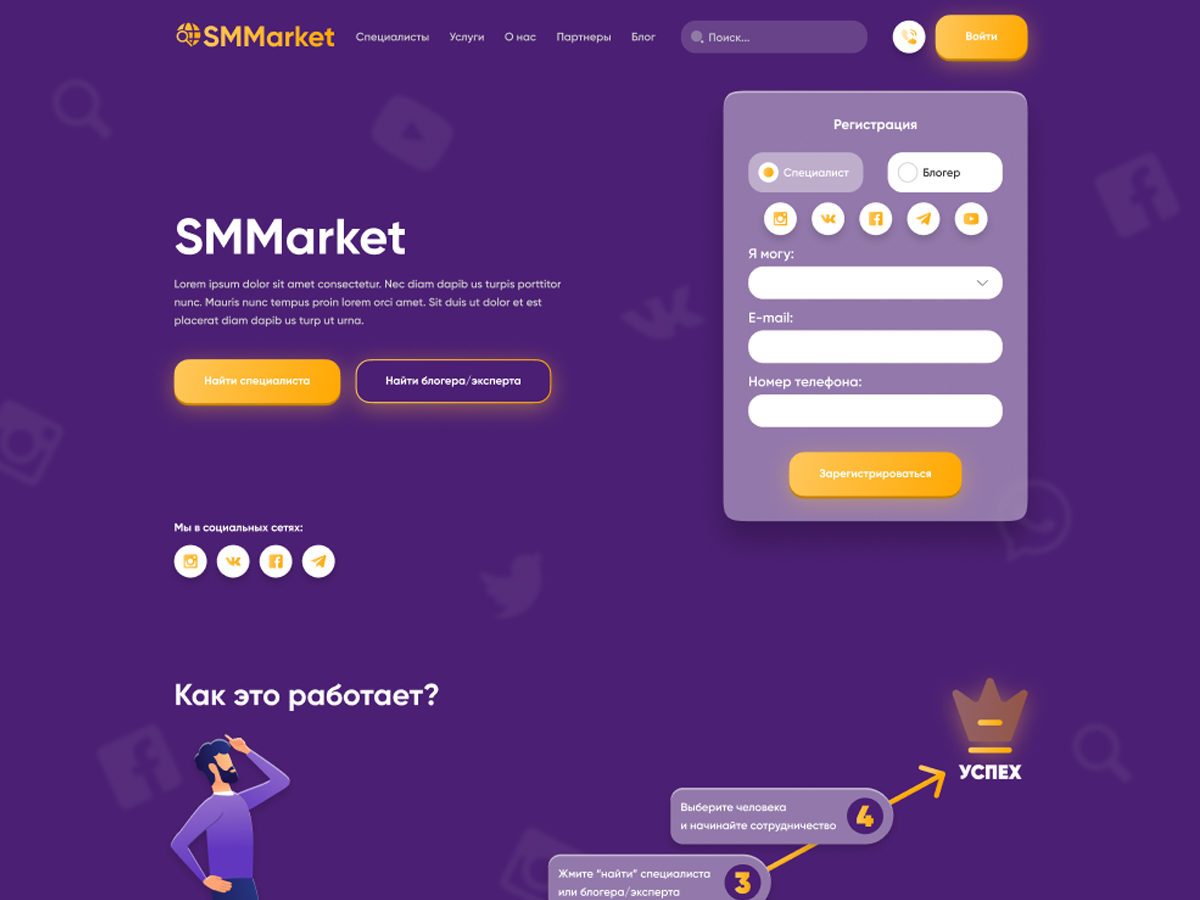 SMMarket
Специалисты Услуги О нас Партнеры Блог
Поиск...
Войти
SMMarket
Lorem ipsum dolor sit amet consectetur. Nec diam dapib us turpis porttitor
nunc. Mauris nunc tempus proin lorem orci amet. Sit duis ut dolor et est
placerat diam dapib us turp ut urna.
Найти специалиста
Найти блогера/эксперта
Мы в социальных сетях:
Регистрация
Специалист
Блогер
Я могу:
E-mail:
Номер телефона:
Зарегистрироваться
Как это работает?
УСПЕХ
Выберите человека
и начинайте сотрудничество
4
Жмите “найти” специалиста
или блогера/эксперта
3